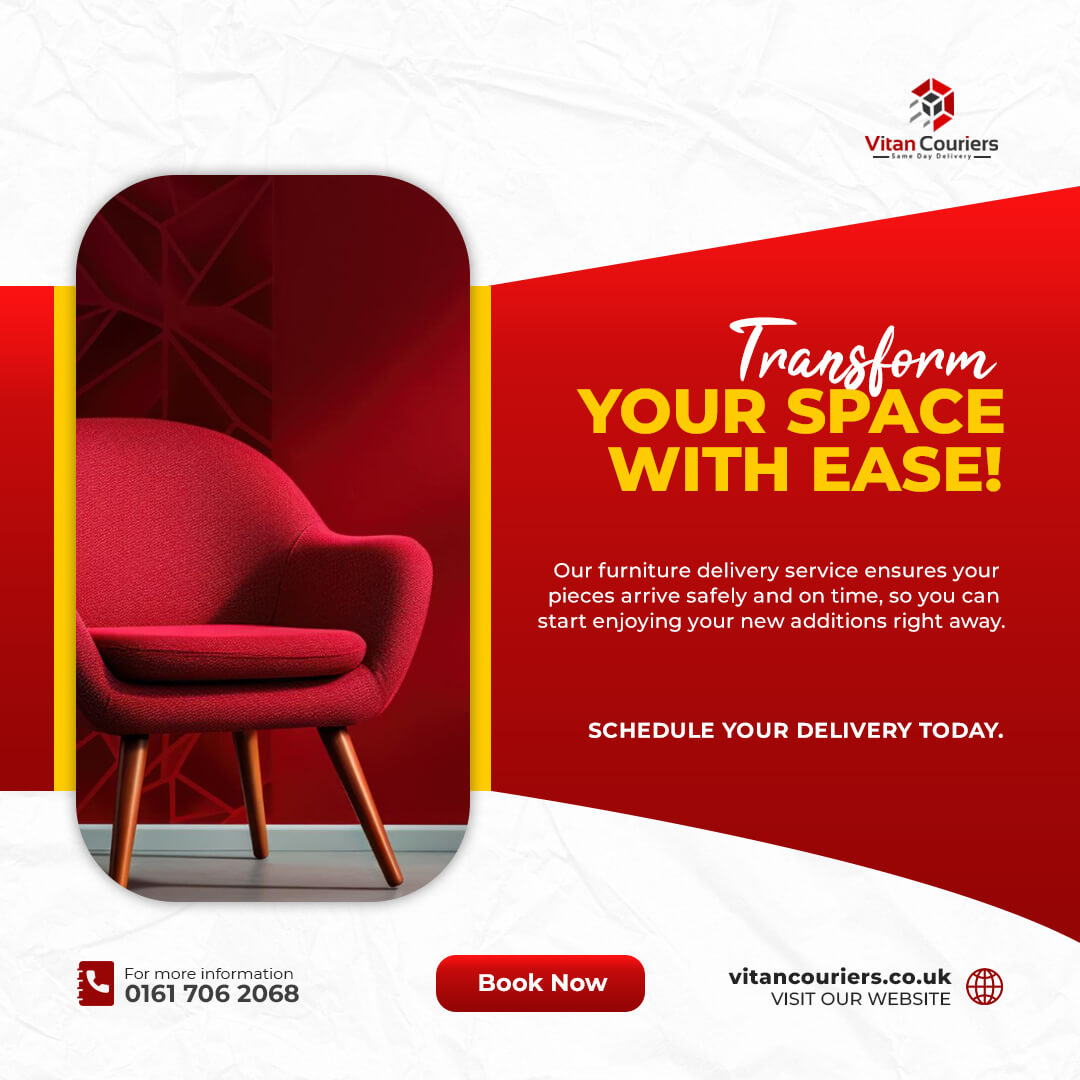 Vitan Couriers
Same Day Delivery
Transform
YOUR SPACE
WITH EASE!
Our furniture delivery service ensures your
pieces arrive safely and on time, so you can
start enjoying your new additions right away.
SCHEDULE YOUR DELIVERY TODAY.
For more information
0161 706 2068
Book Now
vitancouriers.co.uk
VISIT OUR WEBSITE